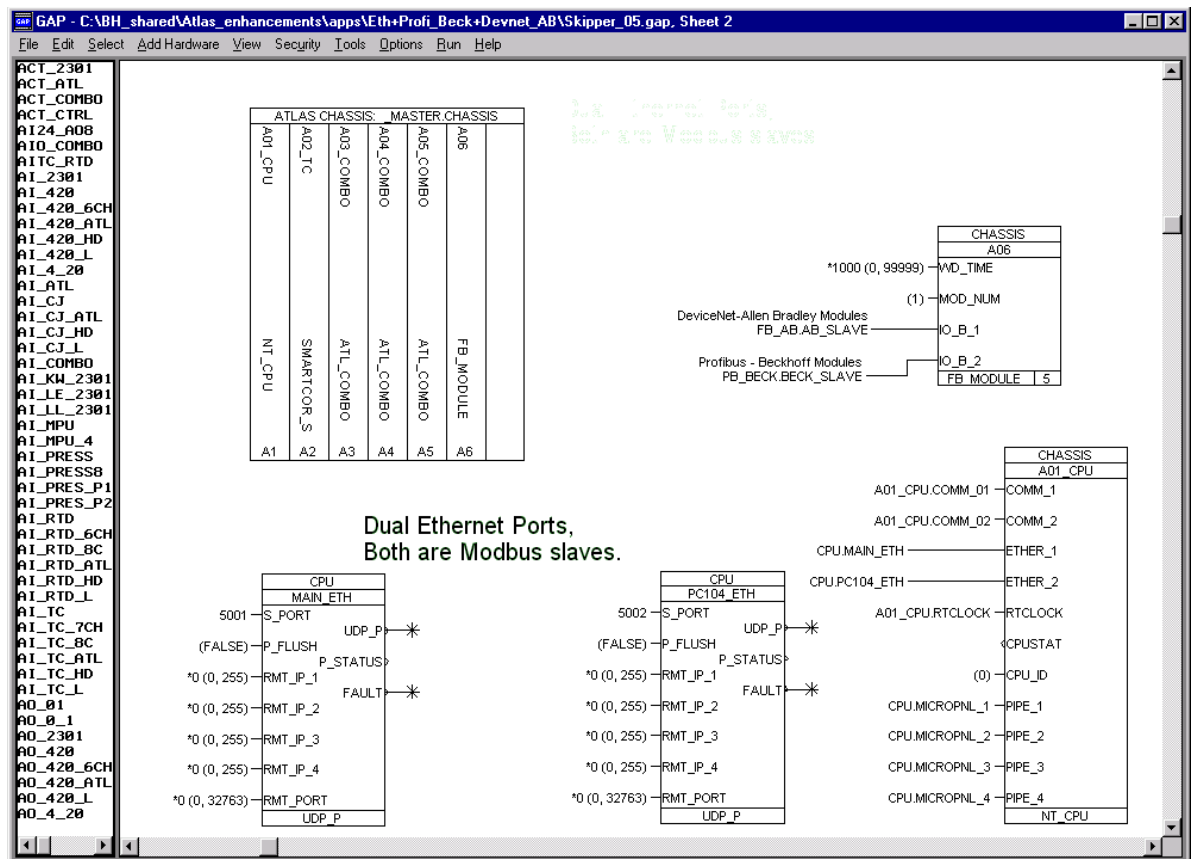 GAP - C:\BH_shared\Atlas_enhancements\apps\Eth+Profi_Beck+Devnet_AB\Skipper_05.gap, Sheet 2
File Edit Select Add Hardware View Security Tools Options Run Help
ACT_2301
ACT_ATL
ACT_COMBO
ACT_CTRL
AI24_AO8
AIO_COMBO
AITC_RTD
AI_2301
AI_420
AI_420_6CH
AI_420_ATL
AI_420_HD
AI_420_L
AI_4_20
AI_ATL
AI_CJ
AI_CJ_ATL
AI_CJ_HD
AI_CJ_L
AI_COMBO
AI_KW_2301
AI_LE_2301
AI_LL_2301
AI_MPU
AI_MPU_4
AI_PRESS
AI_PRESS8
AI_PRES_P1
AI_PRES_P2
AI_RTD
AI_RTD_6CH
AI_RTD_8C
AI_RTD_ATL
AI_RTD_HD
AI_RTD_L
AI_TC
AI_TC_7CH
AI_TC_8C
AI_TC_ATL
AI_TC_HD
AI_TC_L
AO_01
AO_0_1
AO_2301
AO_420
AO_420_6CH
AO_420_ATL
AO_420_L
AO_4_20
ATLAS CHASSIS: _MASTER.CHASSIS
A01_CPU A02_TC A03_COMBO A04_COMBO A05_COMBO A06
NT_CPU SMARTCOR_S ATL_COMBO ATL_COMBO ATL_COMBO FB_MODULE
A1 A2 A3 A4 A5 A6
CHASSIS
A06
*1000 (0, 99999) WD_TIME
(1) MOD_NUM
DeviceNet-Allen Bradley Modules
FB_AB.AB_SLAVE IO_B_1
Profibus - Beckhoff Modules
PB_BECK.BECK_SLAVE IO_B_2
FB_MODULE 5
Dual Ethernet Ports,
Both are Modbus slaves.
CPU
MAIN_ETH
5001 S_PORT
UDP_P
(FALSE) P_FLUSH
P_STATUS
*0 (0, 255) RMT_IP_1
FAULT
*0 (0, 255) RMT_IP_2
*0 (0, 255) RMT_IP_3
*0 (0, 255) RMT_IP_4
*0 (0, 32763) RMT_PORT
UDP_P
CPU
PC104_ETH
5002 S_PORT
UDP_P
(FALSE) P_FLUSH
P_STATUS
*0 (0, 255) RMT_IP_1
FAULT
*0 (0, 255) RMT_IP_2
*0 (0, 255) RMT_IP_3
*0 (0, 255) RMT_IP_4
*0 (0, 32763) RMT_PORT
UDP_P
CHASSIS
A01_CPU
A01_CPU.COMM_01 COMM_1
A01_CPU.COMM_02 COMM_2
CPU.MAIN_ETH ETHER_1
CPU.PC104_ETH ETHER_2
A01_CPU.RTCLOCK RTCLOCK
CPUSTAT
(0) CPU_ID
CPU.MICROPNL_1 PIPE_1
CPU.MICROPNL_2 PIPE_2
CPU.MICROPNL_3 PIPE_3
CPU.MICROPNL_4 PIPE_4
NT_CPU